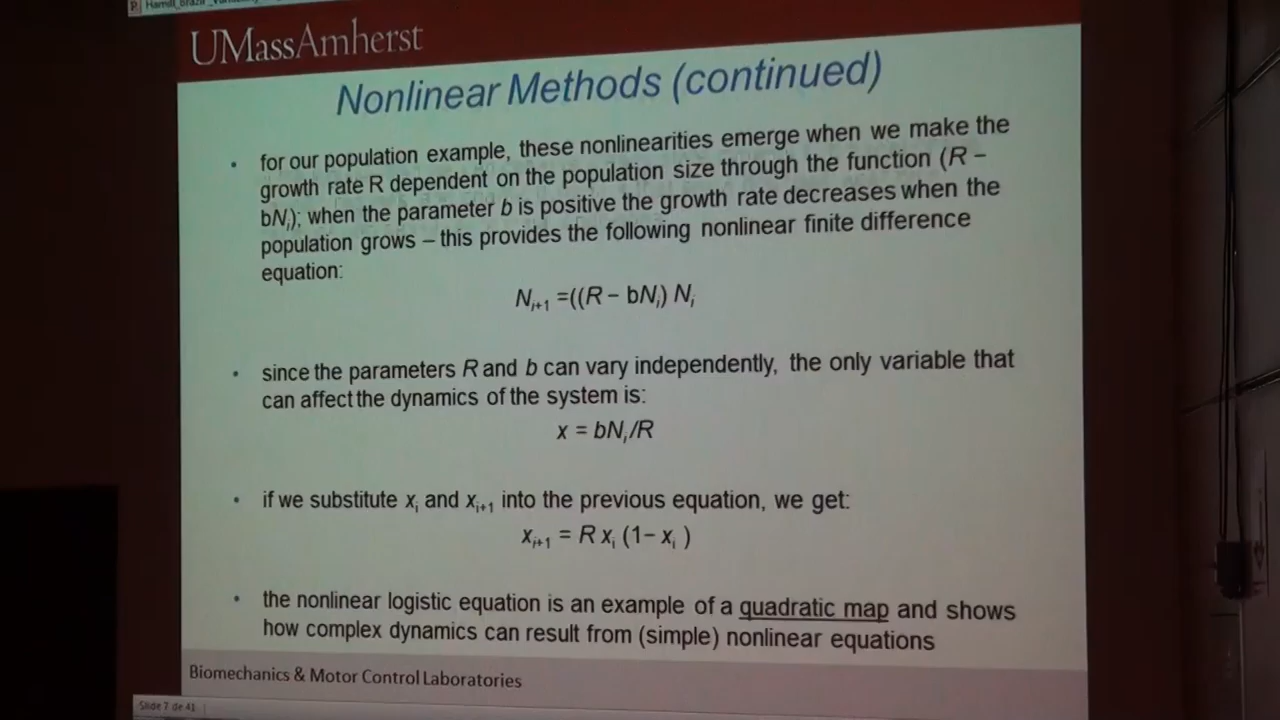 UMassAmherst
Nonlinear Methods (continued)
• for our population example, these nonlinearities emerge when we make the
growth rate R dependent on the population size through the function (R –
bNᵢ); when the parameter b is positive the growth rate decreases when the
population grows – this provides the following nonlinear finite difference
equation:
Nᵢ₊₁ =((R – bNᵢ) Nᵢ
• since the parameters R and b can vary independently, the only variable that
can affect the dynamics of the system is:
x = bNᵢ/R
• if we substitute xᵢ and xᵢ₊₁ into the previous equation, we get:
xᵢ₊₁ = R xᵢ (1– xᵢ )
• the nonlinear logistic equation is an example of a quadratic map and shows
how complex dynamics can result from (simple) nonlinear equations
Biomechanics & Motor Control Laboratories
Slide 7 de 41